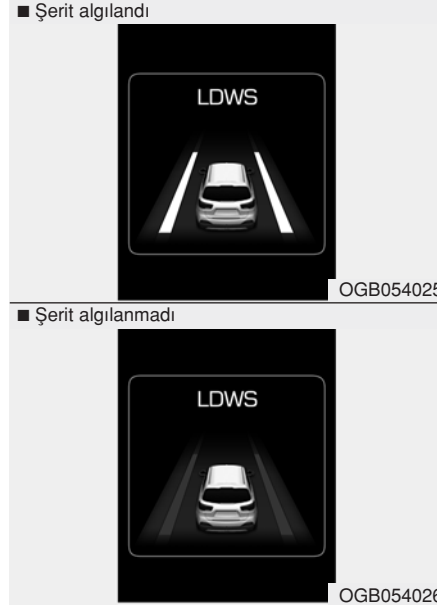 ■ Şerit algılandı
LDWS
OGB054025
■ Şerit algılanmadı
LDWS
OGB054026